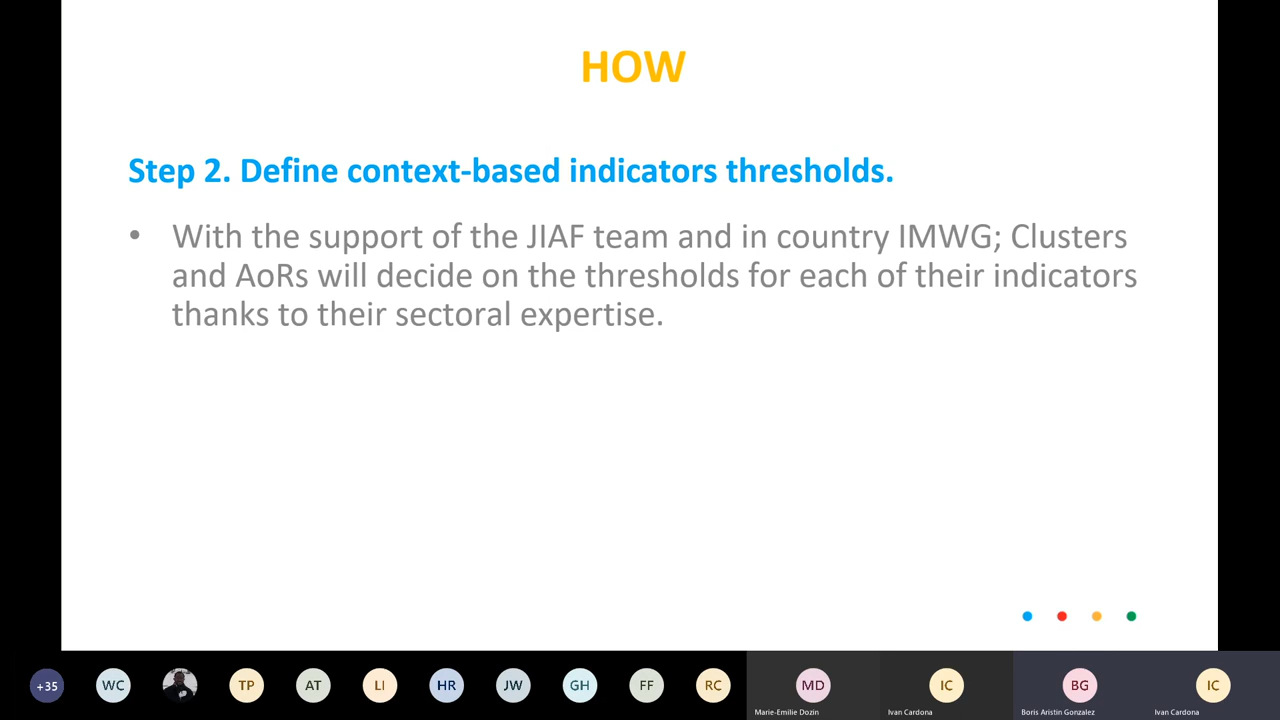 HOW
Step 2. Define context-based indicators thresholds.
• With the support of the JIAF team and in country IMWG; Clusters
and AoRs will decide on the thresholds for each of their indicators
thanks to their sectoral expertise.
+35 WC TP AT LI HR JW GH FF RC MD IC BG IC
Marie-Emilie Dozin Ivan Cardona Boris Aristin Gonzalez Ivan Cardona